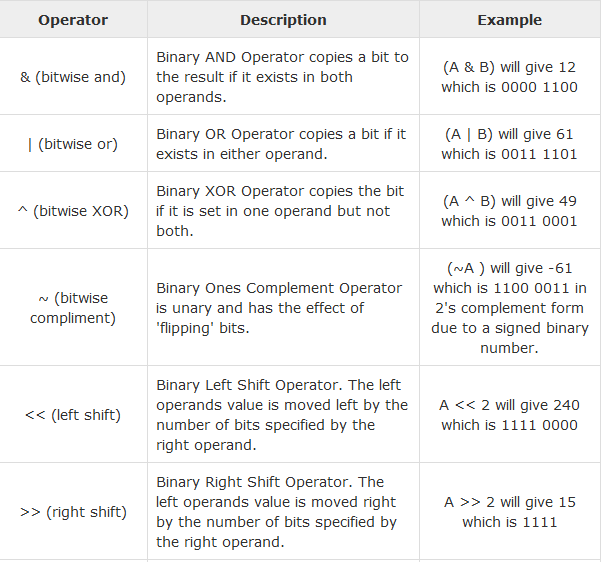 Operator Description Example
& (bitwise and)
Binary AND Operator copies a bit to
the result if it exists in both
operands.
(A & B) will give 12
which is 0000 1100
| (bitwise or)
Binary OR Operator copies a bit if it
exists in either operand.
(A | B) will give 61
which is 0011 1101
^ (bitwise XOR)
Binary XOR Operator copies the bit
if it is set in one operand but not
both.
(A ^ B) will give 49
which is 0011 0001
~ (bitwise
compliment)
Binary Ones Complement Operator
is unary and has the effect of
'flipping' bits.
(~A ) will give -61
which is 1100 0011 in
2's complement form
due to a signed binary
number.
<< (left shift)
Binary Left Shift Operator. The left
operands value is moved left by the
number of bits specified by the
right operand.
A << 2 will give 240
which is 1111 0000
>> (right shift)
Binary Right Shift Operator. The
left operands value is moved right
by the number of bits specified by
the right operand.
A >> 2 will give 15
which is 1111